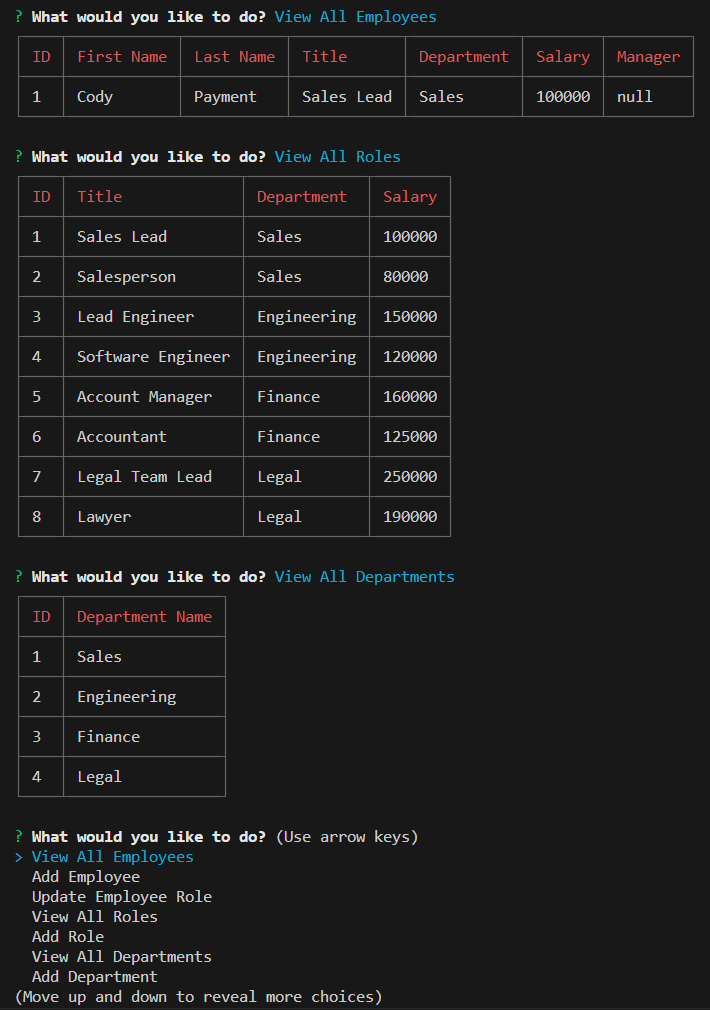 ? What would you like to do? View All Employees
ID First Name Last Name Title Department Salary Manager
1 Cody Payment Sales Lead Sales 100000 null
? What would you like to do? View All Roles
ID Title Department Salary
1 Sales Lead Sales 100000
2 Salesperson Sales 80000
3 Lead Engineer Engineering 150000
4 Software Engineer Engineering 120000
5 Account Manager Finance 160000
6 Accountant Finance 125000
7 Legal Team Lead Legal 250000
8 Lawyer Legal 190000
? What would you like to do? View All Departments
ID Department Name
1 Sales
2 Engineering
3 Finance
4 Legal
? What would you like to do? (Use arrow keys)
> View All Employees
Add Employee
Update Employee Role
View All Roles
Add Role
View All Departments
Add Department
(Move up and down to reveal more choices)